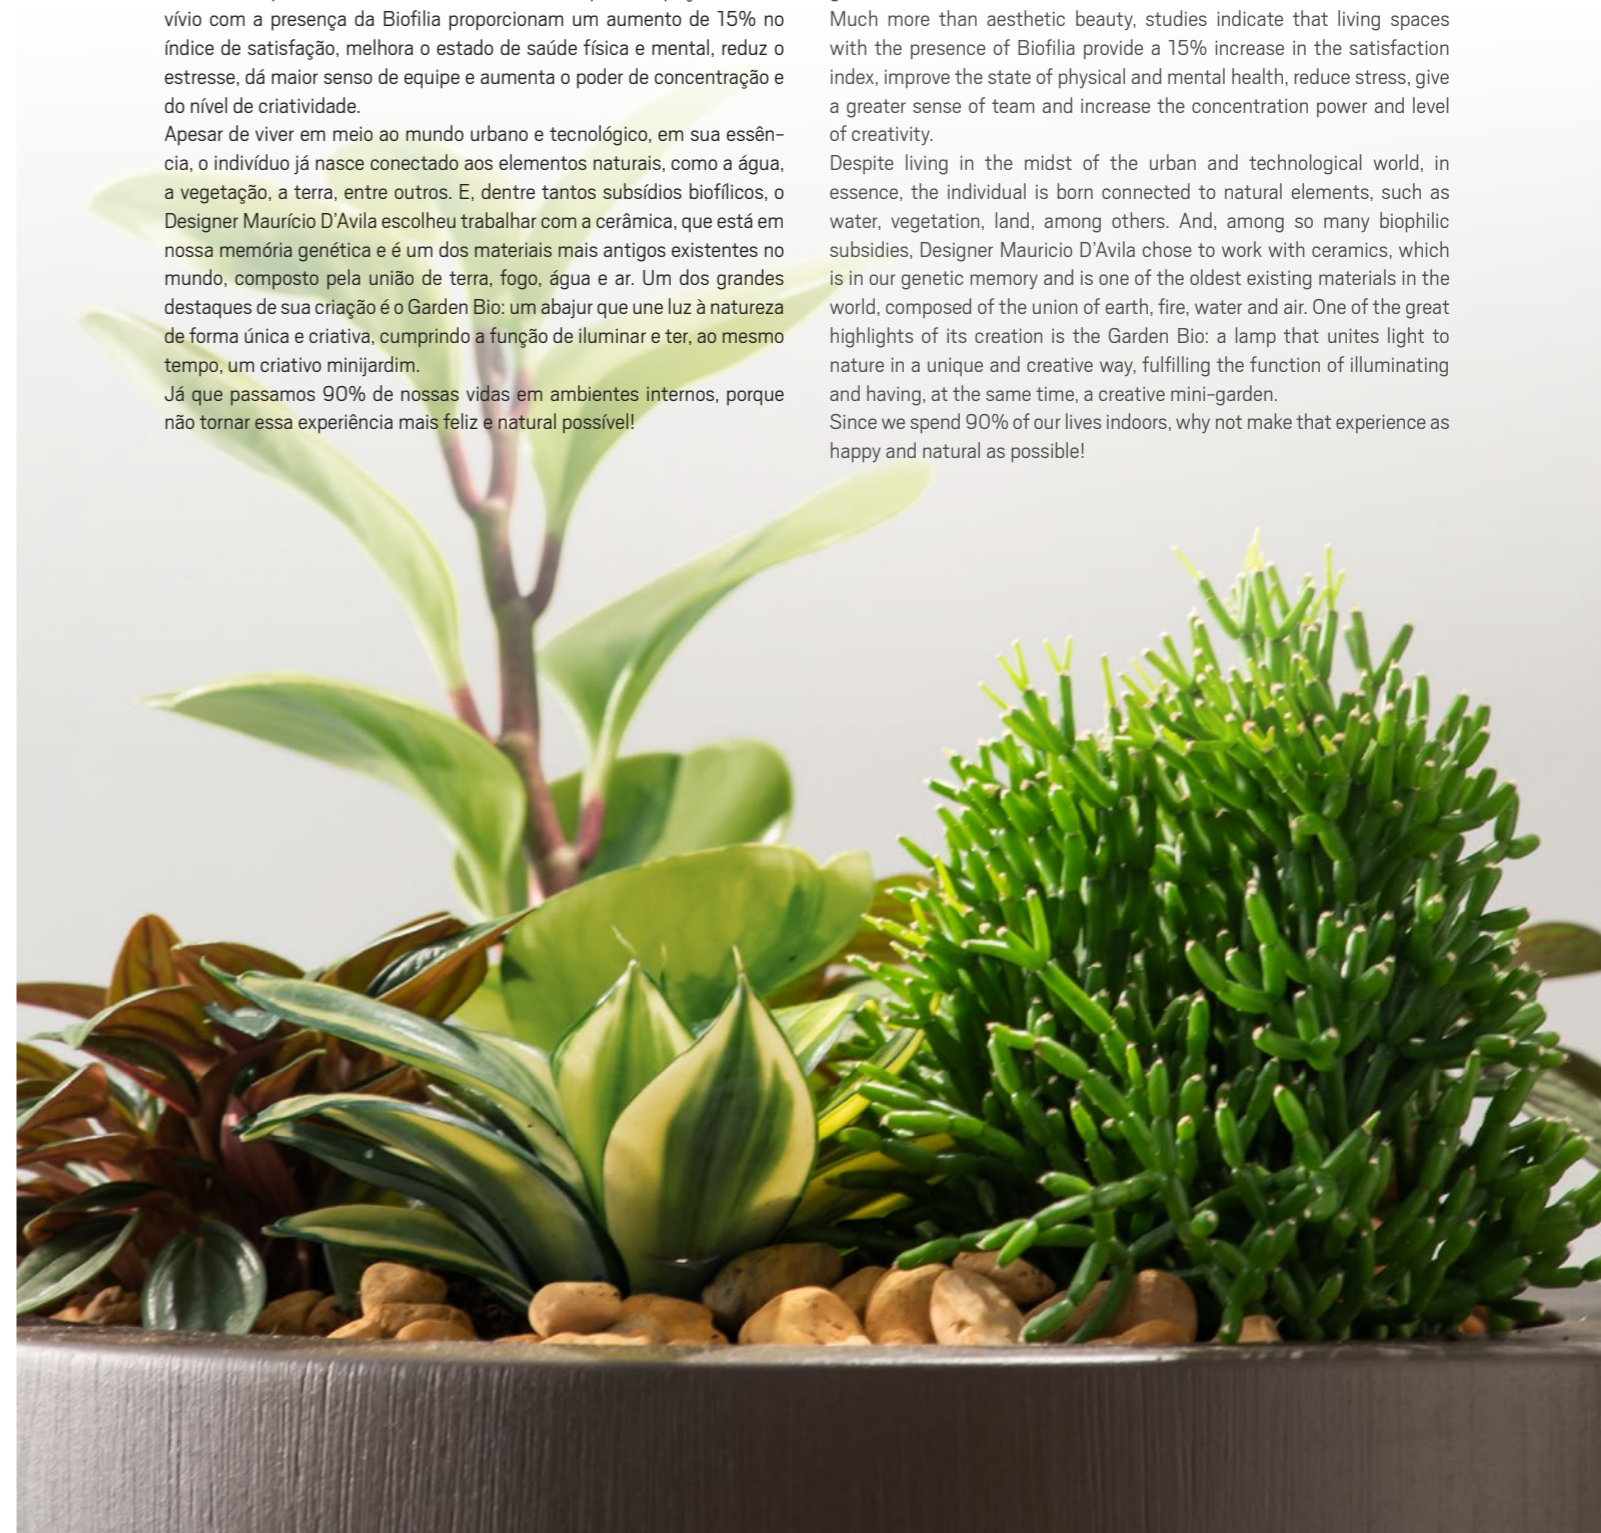 vívio com a presença da Biofilia proporcionam um aumento de 15% no
índice de satisfação, melhora o estado de saúde física e mental, reduz o
estresse, dá maior senso de equipe e aumenta o poder de concentração e
do nível de criatividade.
Apesar de viver em meio ao mundo urbano e tecnológico, em sua essên-
cia, o indivíduo já nasce conectado aos elementos naturais, como a água,
a vegetação, a terra, entre outros. E, dentre tantos subsídios biofílicos, o
Designer Maurício D'Avila escolheu trabalhar com a cerâmica, que está em
nossa memória genética e é um dos materiais mais antigos existentes no
mundo, composto pela união de terra, fogo, água e ar. Um dos grandes
destaques de sua criação é o Garden Bio: um abajur que une luz à natureza
de forma única e criativa, cumprindo a função de iluminar e ter, ao mesmo
tempo, um criativo minijardim.
Já que passamos 90% de nossas vidas em ambientes internos, porque
não tornar essa experiência mais feliz e natural possível!
Much more than aesthetic beauty, studies indicate that living spaces
with the presence of Biofilia provide a 15% increase in the satisfaction
index, improve the state of physical and mental health, reduce stress, give
a greater sense of team and increase the concentration power and level
of creativity.
Despite living in the midst of the urban and technological world, in
essence, the individual is born connected to natural elements, such as
water, vegetation, land, among others. And, among so many biophilic
subsidies, Designer Mauricio D'Avila chose to work with ceramics, which
is in our genetic memory and is one of the oldest existing materials in the
world, composed of the union of earth, fire, water and air. One of the great
highlights of its creation is the Garden Bio: a lamp that unites light to
nature in a unique and creative way, fulfilling the function of illuminating
and having, at the same time, a creative mini-garden.
Since we spend 90% of our lives indoors, why not make that experience as
happy and natural as possible!